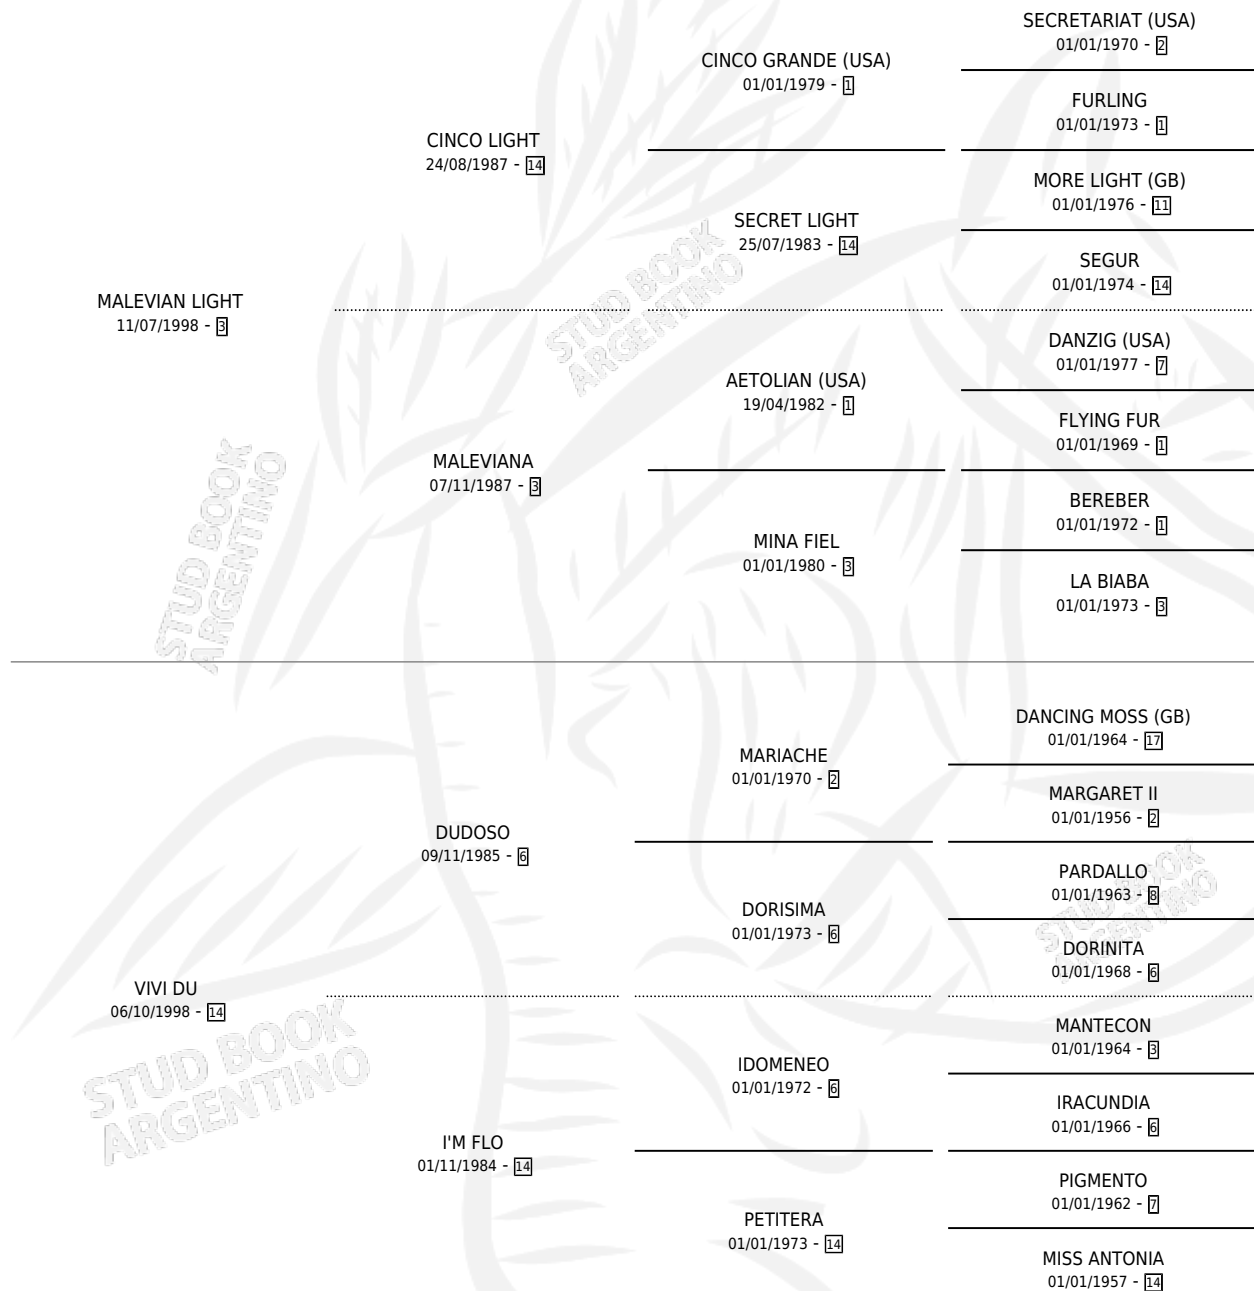 SECRETARIAT (USA)
01/01/1970 - 2
CINCO GRANDE (USA)
01/01/1979 - 1
FURLING
01/01/1973 - 1
CINCO LIGHT
24/08/1987 - 14
MORE LIGHT (GB)
01/01/1976 - 11
SECRET LIGHT
25/07/1983 - 14
SEGUR
01/01/1974 - 14
MALEVIAN LIGHT
11/07/1998 - 3
DANZIG (USA)
01/01/1977 - 7
AETOLIAN (USA)
19/04/1982 - 1
FLYING FUR
01/01/1969 - 1
MALEVIANA
07/11/1987 - 3
BEREBER
01/01/1972 - 1
MINA FIEL
01/01/1980 - 3
LA BIABA
01/01/1973 - 3
DANCING MOSS (GB)
01/01/1964 - 17
MARIACHE
01/01/1970 - 2
MARGARET II
01/01/1956 - 2
DUDOSO
09/11/1985 - 6
PARDALLO
01/01/1963 - 8
DORISIMA
01/01/1973 - 6
DORINITA
01/01/1968 - 6
VIVI DU
06/10/1998 - 14
MANTECON
01/01/1964 - 3
IDOMENEO
01/01/1972 - 6
IRACUNDIA
01/01/1966 - 6
I'M FLO
01/11/1984 - 14
PIGMENTO
01/01/1962 - 7
PETITERA
01/01/1973 - 14
MISS ANTONIA
01/01/1957 - 14
STUD BOOK
ARGENTINO
STUD BOOK
ARGENTINO
STUD BOOK
ARGENTINO
STUD BOOK
ARGENTINO